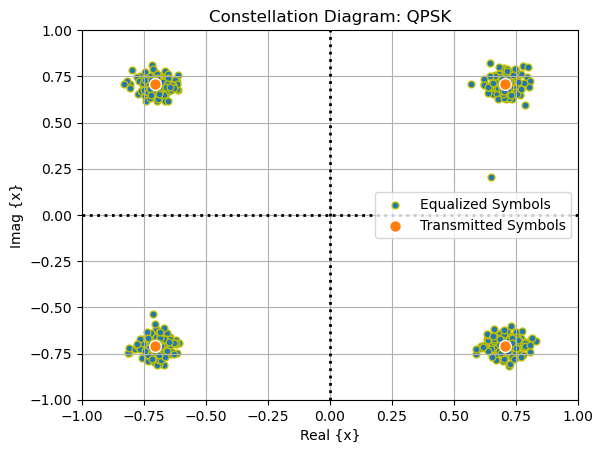 Constellation Diagram: QPSK
1.00
0.75
0.50
0.25
0.00
−0.25
−0.50
−0.75
−1.00
Imag {x}
Equalized Symbols
Transmitted Symbols
−1.00 −0.75 −0.50 −0.25 0.00 0.25 0.50 0.75 1.00
Real {x}